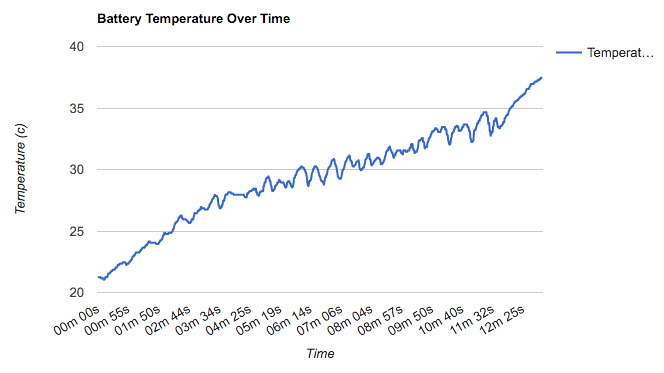 Battery Temperature Over Time
40
35
30
25
20
Temperature (c)
Temperat...
00m 00s
00m 55s
01m 50s
02m 44s
03m 34s
04m 25s
05m 19s
06m 14s
07m 06s
08m 04s
08m 57s
09m 50s
10m 40s
11m 32s
12m 25s
Time